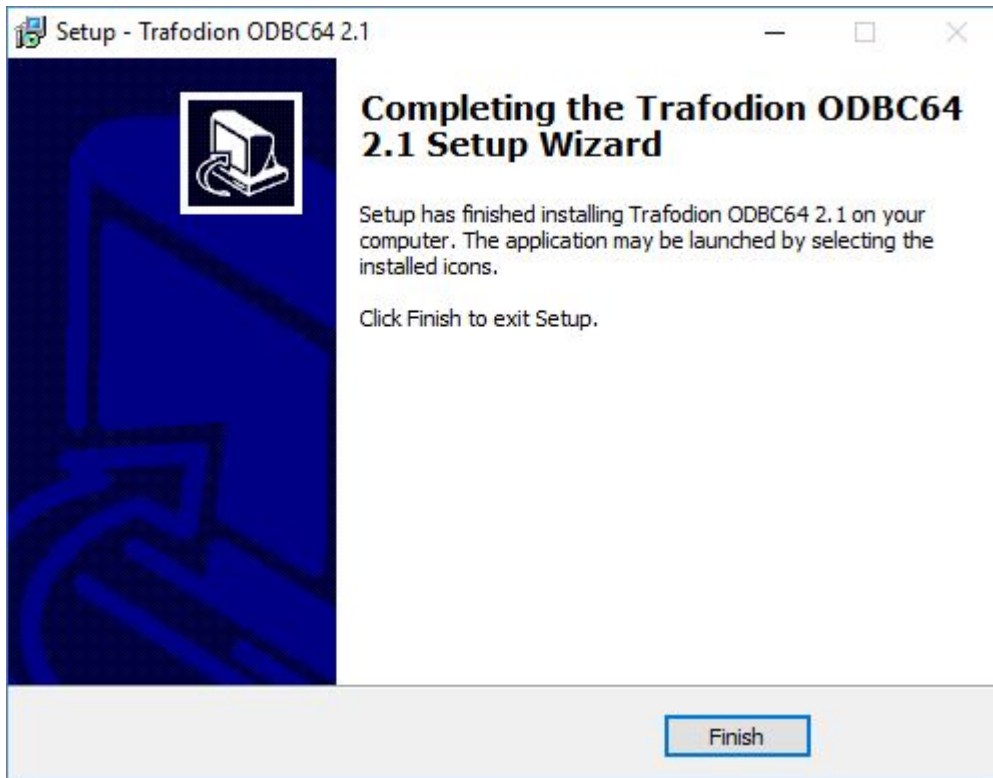 Setup - Trafodion ODBC64 2.1
Completing the Trafodion ODBC64
2.1 Setup Wizard
Setup has finished installing Trafodion ODBC64 2.1 on your
computer. The application may be launched by selecting the
installed icons.
Click Finish to exit Setup.
Finish